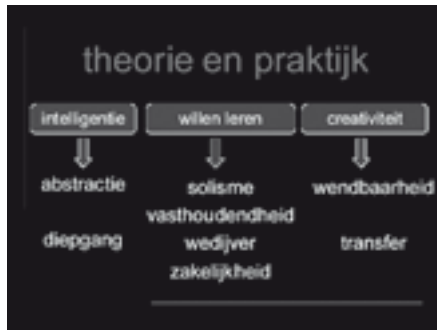 theorie en praktijk
intelligentie willen leren creativiteit
abstractie solisme wendbaarheid
vasthoudendheid
diepgang wedijver transfer
zakelijkheid